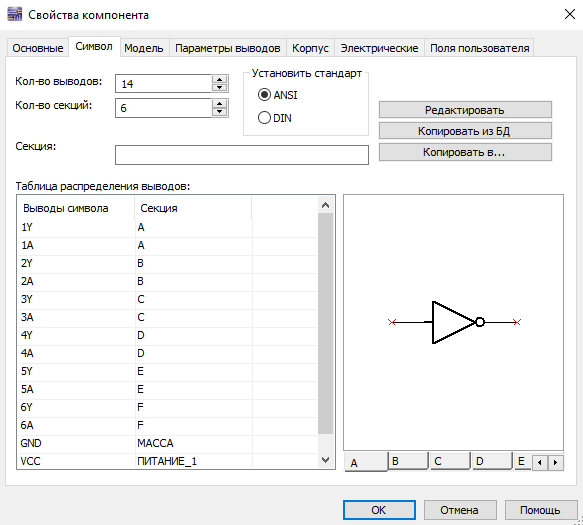 Свойства компонента
Основные Символ Модель Параметры выводов Корпус Электрические Поля пользователя
Кол-во выводов: 14
Кол-во секций: 6
Установить стандарт
ANSI
DIN
Редактировать
Копировать из БД
Копировать в...
Секция:
Таблица распределения выводов:
Выводы символа Секция
1Y A
1A A
2Y B
2A B
3Y C
3A C
4Y D
4A D
5Y E
5A E
6Y F
6A F
GND МАССА
VCC ПИТАНИЕ_1
A B C D E
OK Отмена Помощь